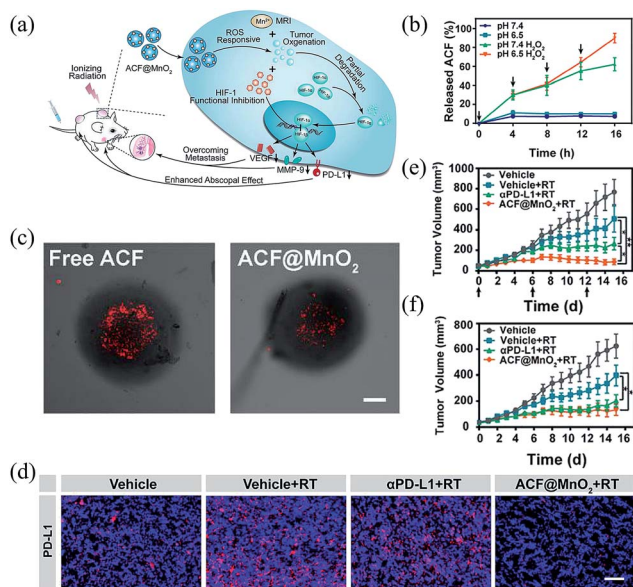 (a)
Mn²⁺ MRI
ROS
Responsive
Tumor
Oxgenation
ACF@MnO₂
Partial
Degradation
Ionizing
Radiation
HIF-1
Functional Inhibition
HIF-1α
HIF-1α
HIF-1β
Overcoming
Metastasis
VEGF
MMP-9
PD-L1
Enhanced Abscopal Effect
(b)
Released ACF (%)
100
80
60
40
20
0
pH 7.4
pH 6.5
pH 7.4 H₂O₂
pH 6.5 H₂O₂
0 4 8 12 16
Time (h)
(c)
Free ACF
ACF@MnO₂
(e)
Tumor Volume (mm³)
1000
800
600
400
200
0
Vehicle
Vehicle+RT
αPD-L1+RT
ACF@MnO₂+RT
* * **
0 2 4 6 8 10 12 14 16
Time (d)
(f)
Tumor Volume (mm³)
800
600
400
200
0
Vehicle
Vehicle+RT
αPD-L1+RT
ACF@MnO₂+RT
* *
0 2 4 6 8 10 12 14 16
Time (d)
(d)
Vehicle
Vehicle+RT
αPD-L1+RT
ACF@MnO₂+RT
PD-L1